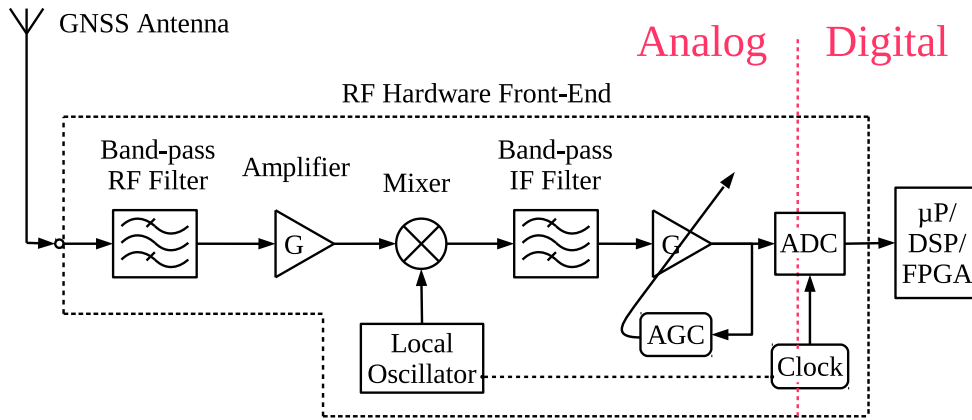 GNSS Antenna
Analog
Digital
RF Hardware Front-End
Band-pass
RF Filter
Amplifier
Mixer
Band-pass
IF Filter
G
G
ADC
µP/
DSP/
FPGA
Local
Oscillator
AGC
Clock